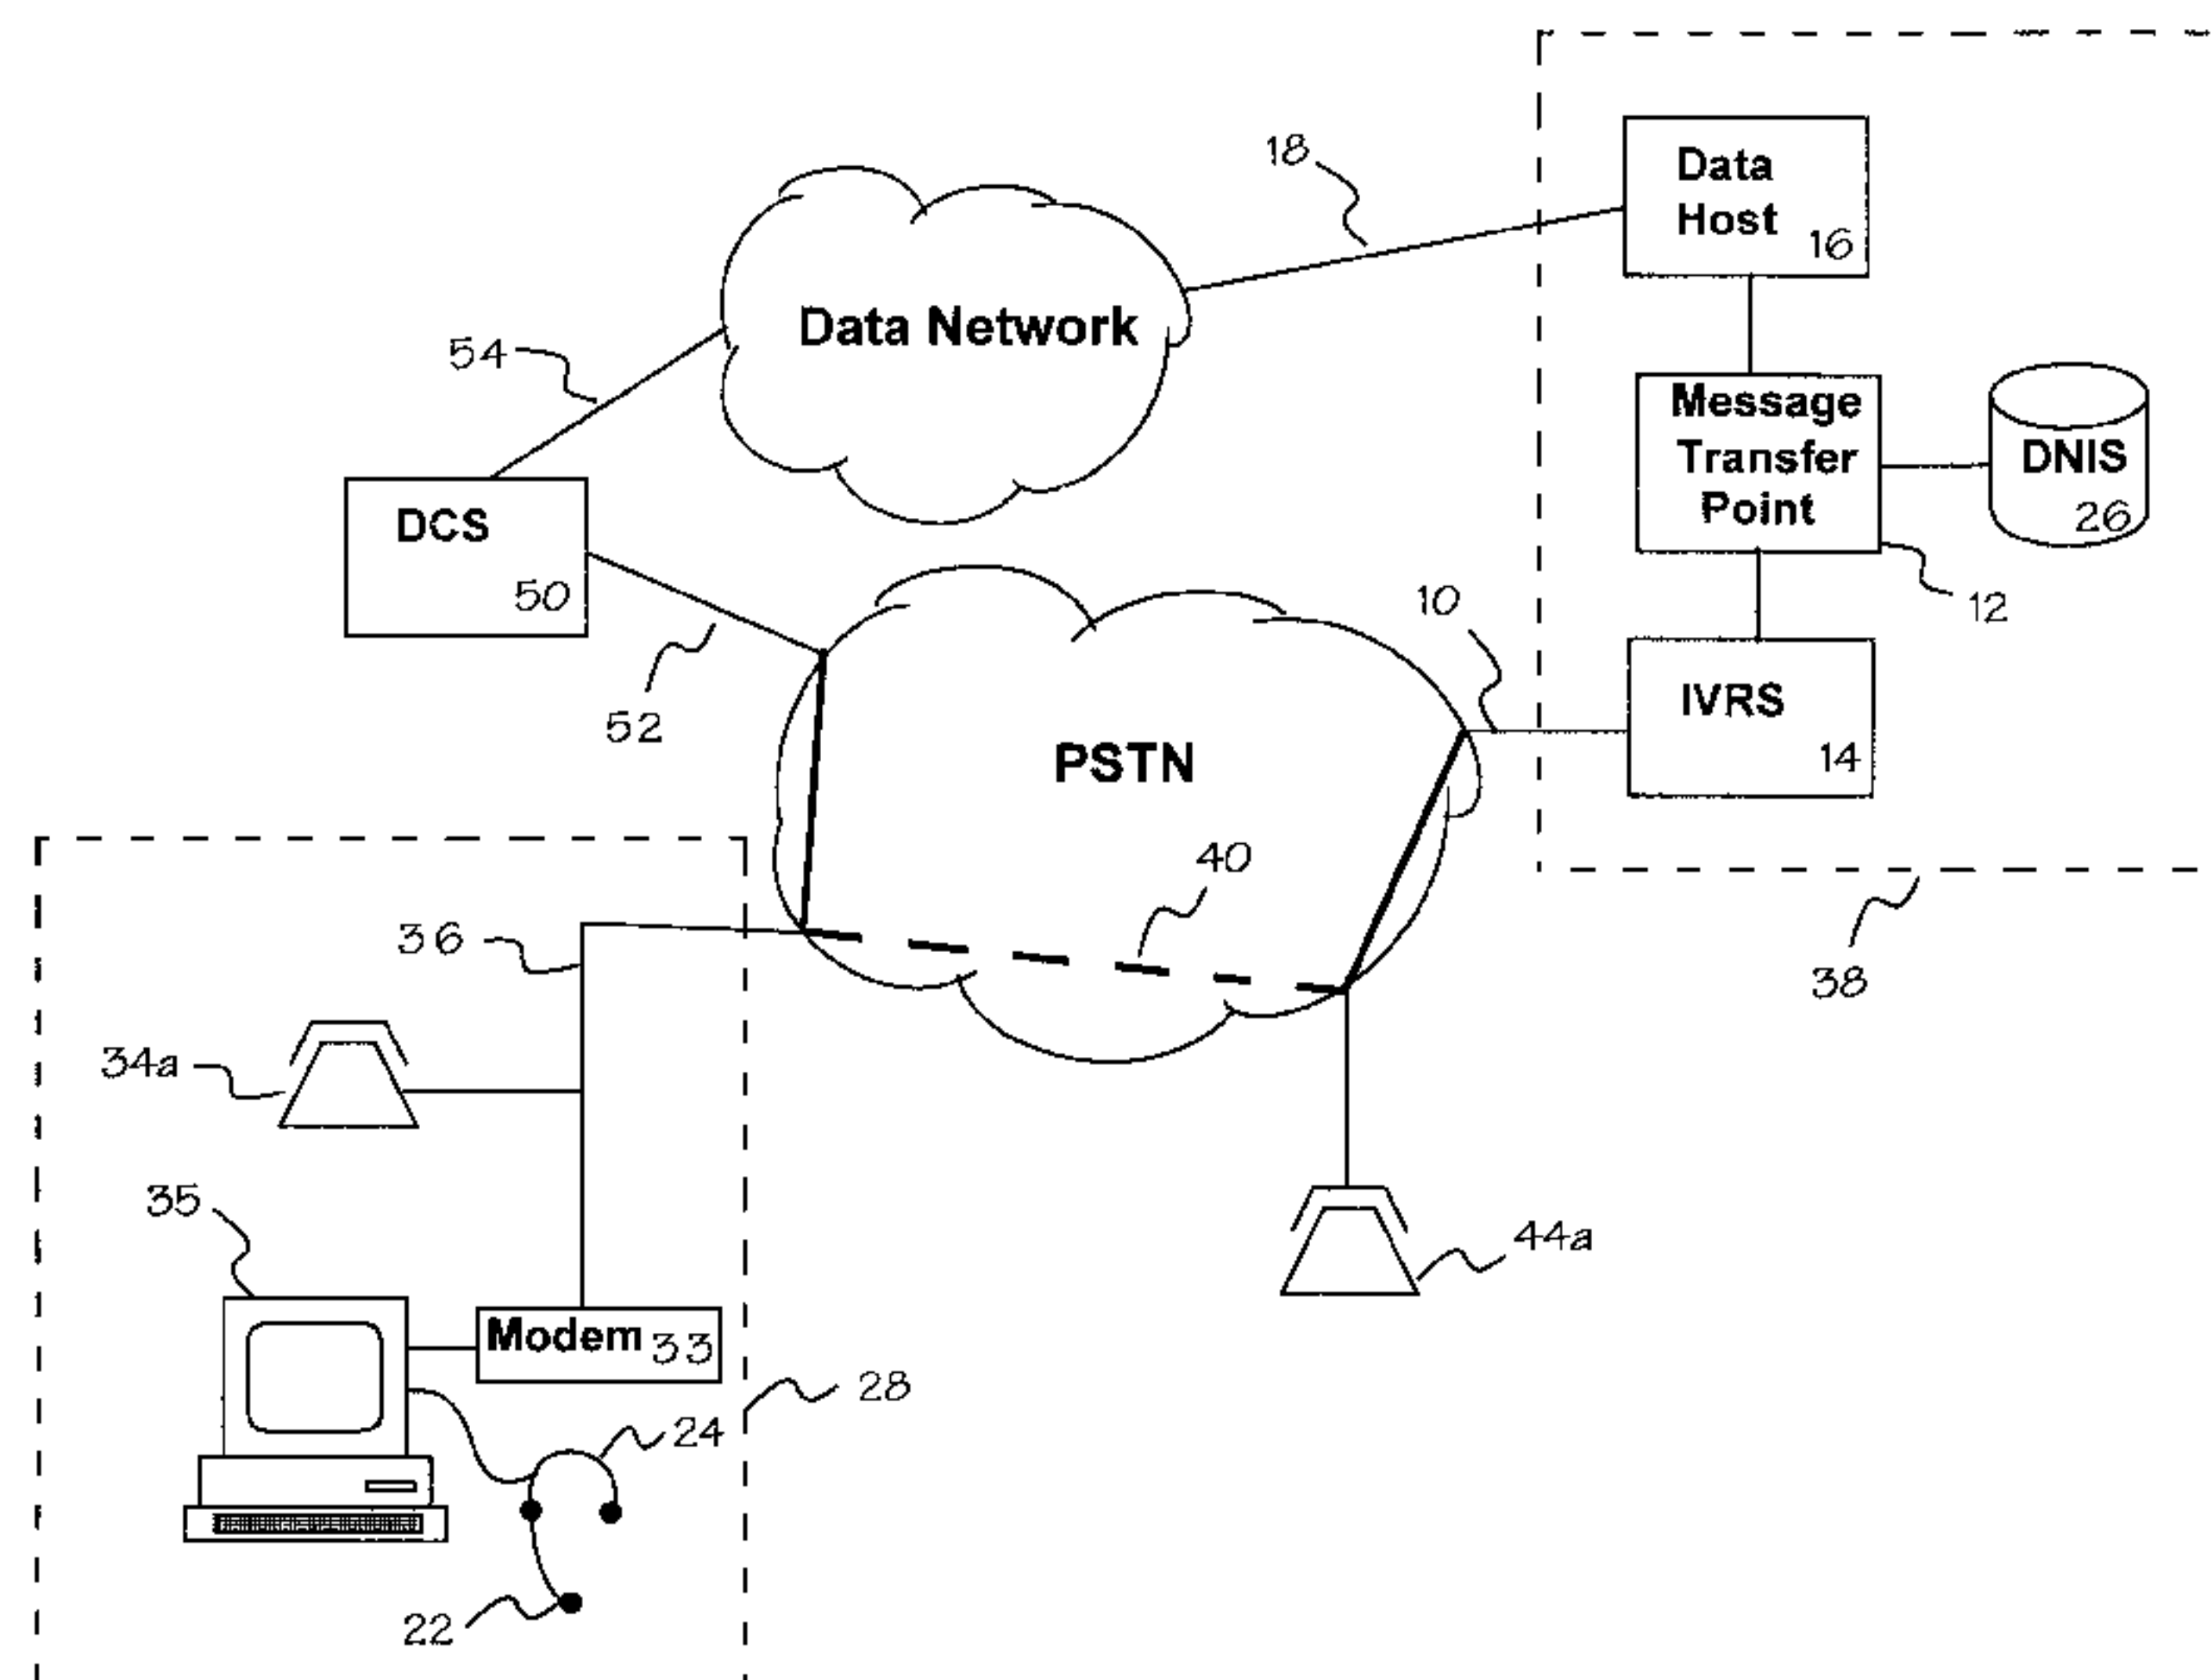 18
Data
Host
16
Data Network
54
Message
Transfer
Point
DNIS
26
DCS
50
10
12
52
IVRS
14
PSTN
40
36
38
34a
35
44a
Modem 33
28
24
22